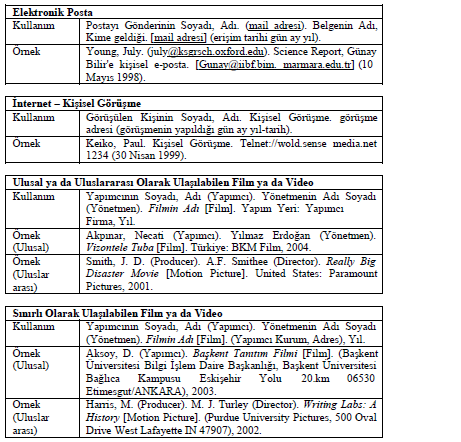 Elektronik Posta
Kullanım Postayı Gönderinin Soyadı, Adı. (mail adresi). Belgenin Adı,
Kime geldiği. [mail adresi] (erişim tarihi gün ay yıl).
Örnek Young, July. (july@ksgrsch.oxford.edu). Science Report, Günay
Bilir'e kişisel e-posta. [Gunay@iibf.bim. marmara.edu.tr] (10
Mayıs 1998).
İnternet – Kişisel Görüşme
Kullanım Görüşülen Kişinin Soyadı, Adı. Kişisel Görüşme. görüşme
adresi (görüşmenin yapıldığı gün ay yıl-tarih).
Örnek Keiko, Paul. Kişisel Görüşme. Telnet://wold.sense media.net
1234 (30 Nisan 1999).
Ulusal ya da Uluslararası Olarak Ulaşılabilen Film ya da Video
Kullanım Yapımcının Soyadı, Adı (Yapımcı). Yönetmenin Adı Soyadı
(Yönetmen). Filmin Adı [Film]. Yapım Yeri: Yapımcı
Firma, Yıl.
Örnek Akpınar, Necati (Yapımcı). Yılmaz Erdoğan (Yönetmen).
(Ulusal) Vizontele Tuba [Film]. Türkiye: BKM Film, 2004.
Örnek Smith, J. D. (Producer). A.F. Smithee (Director). Really Big
(Uluslar Disaster Movie [Motion Picture]. United States: Paramount
arası) Pictures, 2001.
Sınırlı Olarak Ulaşılabilen Film ya da Video
Kullanım Yapımcının Soyadı, Adı (Yapımcı). Yönetmenin Adı Soyadı
(Yönetmen). Filmin Adı [Film]. (Yapımcı Kurum, Adres), Yıl.
Örnek Aksoy, D. (Yapımcı). Başkent Tanıtım Filmi [Film]. (Başkent
(Ulusal) Üniversitesi Bilgi İşlem Daire Başkanlığı, Başkent Üniversitesi
Bağlıca Kampusu Eskişehir Yolu 20.km 06530
Etimesgut/ANKARA), 2003.
Örnek Harris, M. (Producer). M. J. Turley (Director). Writing Labs: A
(Uluslar History [Motion Picture]. (Purdue University Pictures, 500 Oval
arası) Drive West Lafayette IN 47907), 2002.